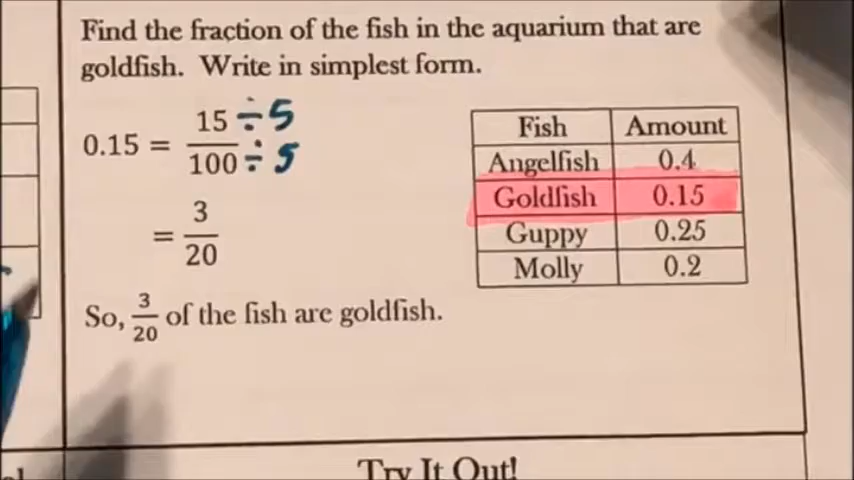 Find the fraction of the fish in the aquarium that are
goldfish. Write in simplest form.
0.15 = 15/100 ÷5 ÷5
= 3/20
So, 3/20 of the fish are goldfish.
Fish Amount
Angelfish 0.4
Goldfish 0.15
Guppy 0.25
Molly 0.2
Try It Out!